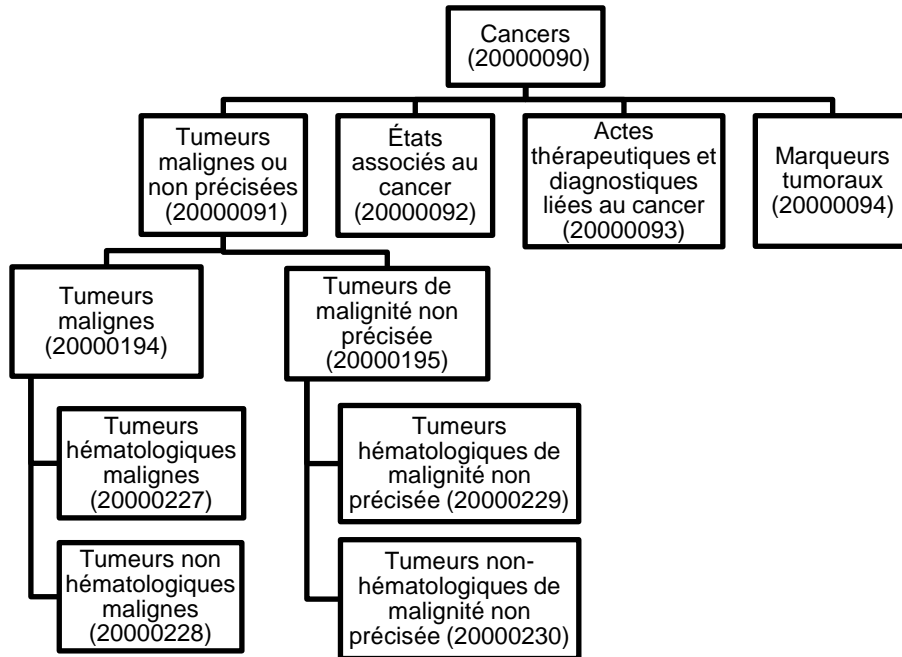 Cancers
(20000090)
Tumeurs
malignes ou
non précisées
(20000091)
États
associés au
cancer
(20000092)
Actes
thérapeutiques et
diagnostiques
liées au cancer
(20000093)
Marqueurs
tumoraux
(20000094)
Tumeurs
malignes
(20000194)
Tumeurs de
malignité non
précisée
(20000195)
Tumeurs
hématologiques
malignes
(20000227)
Tumeurs
hématologiques de
malignité non
précisée (20000229)
Tumeurs non
hématologiques
malignes
(20000228)
Tumeurs non-
hématologiques de
malignité non
précisée (20000230)